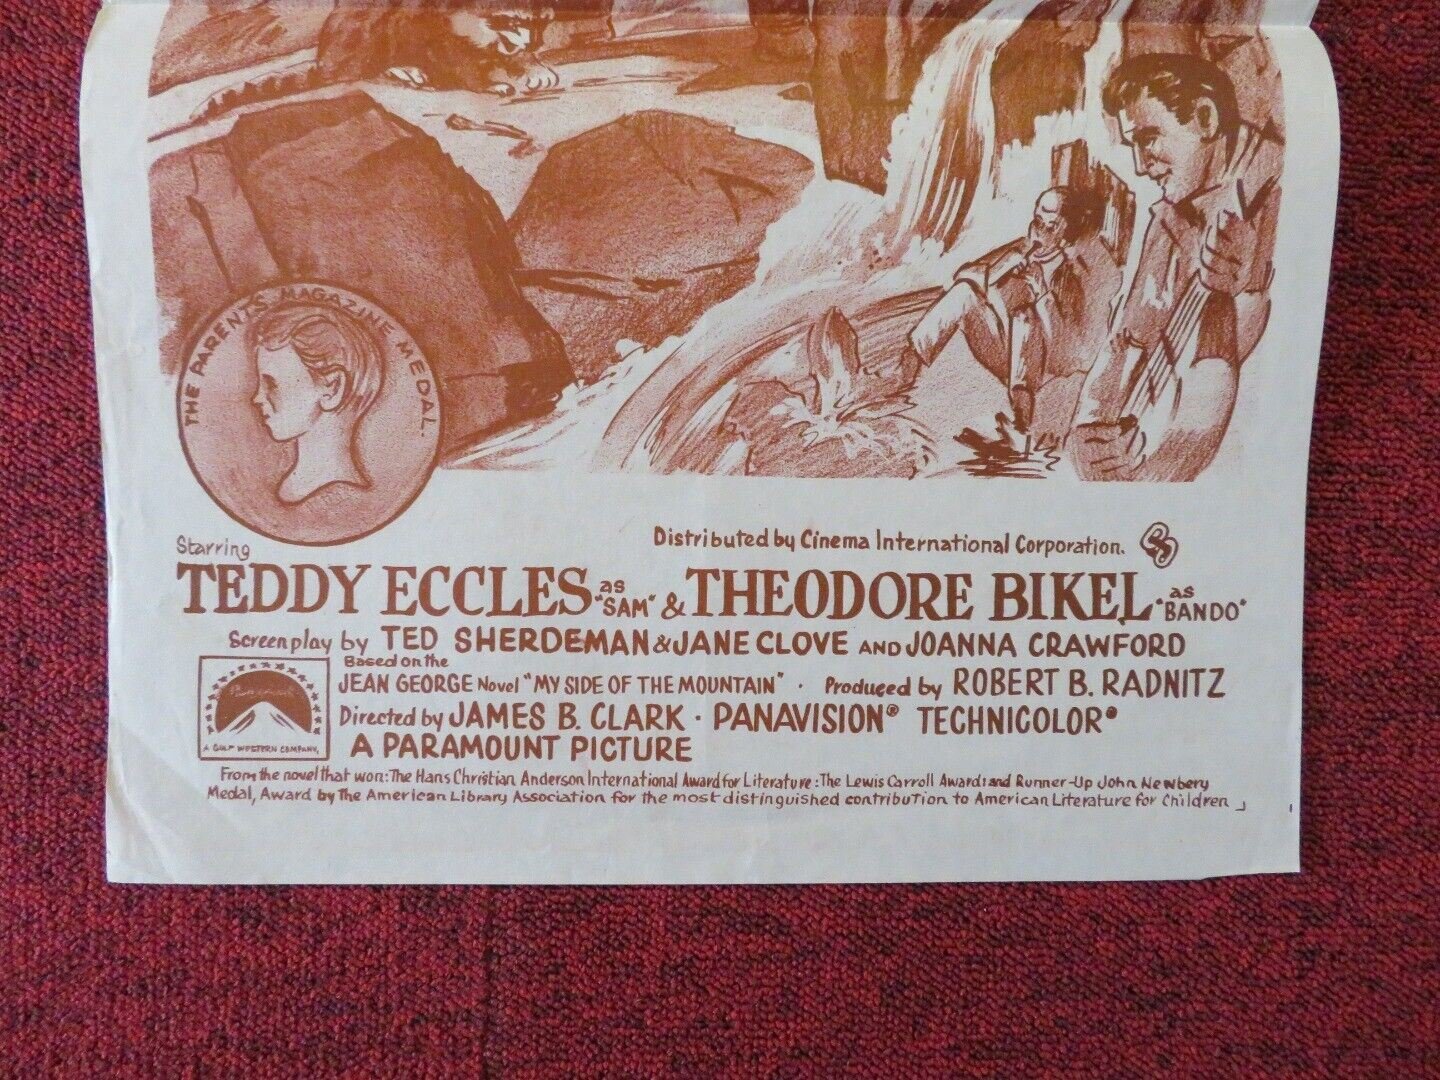 THE PARENTS MAGAZINE MEDAL.
Distributed by Cinema International Corporation.
Starring
TEDDY ECCLES as "SAM" & THEODORE BIKEL. as "BANDO"
Screenplay by TED SHERDEMAN & JANE CLOVE AND JOANNA CRAWFORD
Based on the
JEAN GEORGE Novel "MY SIDE OF THE MOUNTAIN" · Produced by ROBERT B. RADNITZ
Directed by JAMES B. CLARK · PANAVISION® TECHNICOLOR®
A PARAMOUNT PICTURE
Paramount
A GULF WESTERN COMPANY.
From the novel that won: The Hans Christian Anderson International Award for Literature: The Lewis Carroll Award: and Runner-Up John Newbery
Medal, Award by The American Library Association for the most distinguished contribution to American Literature for Children